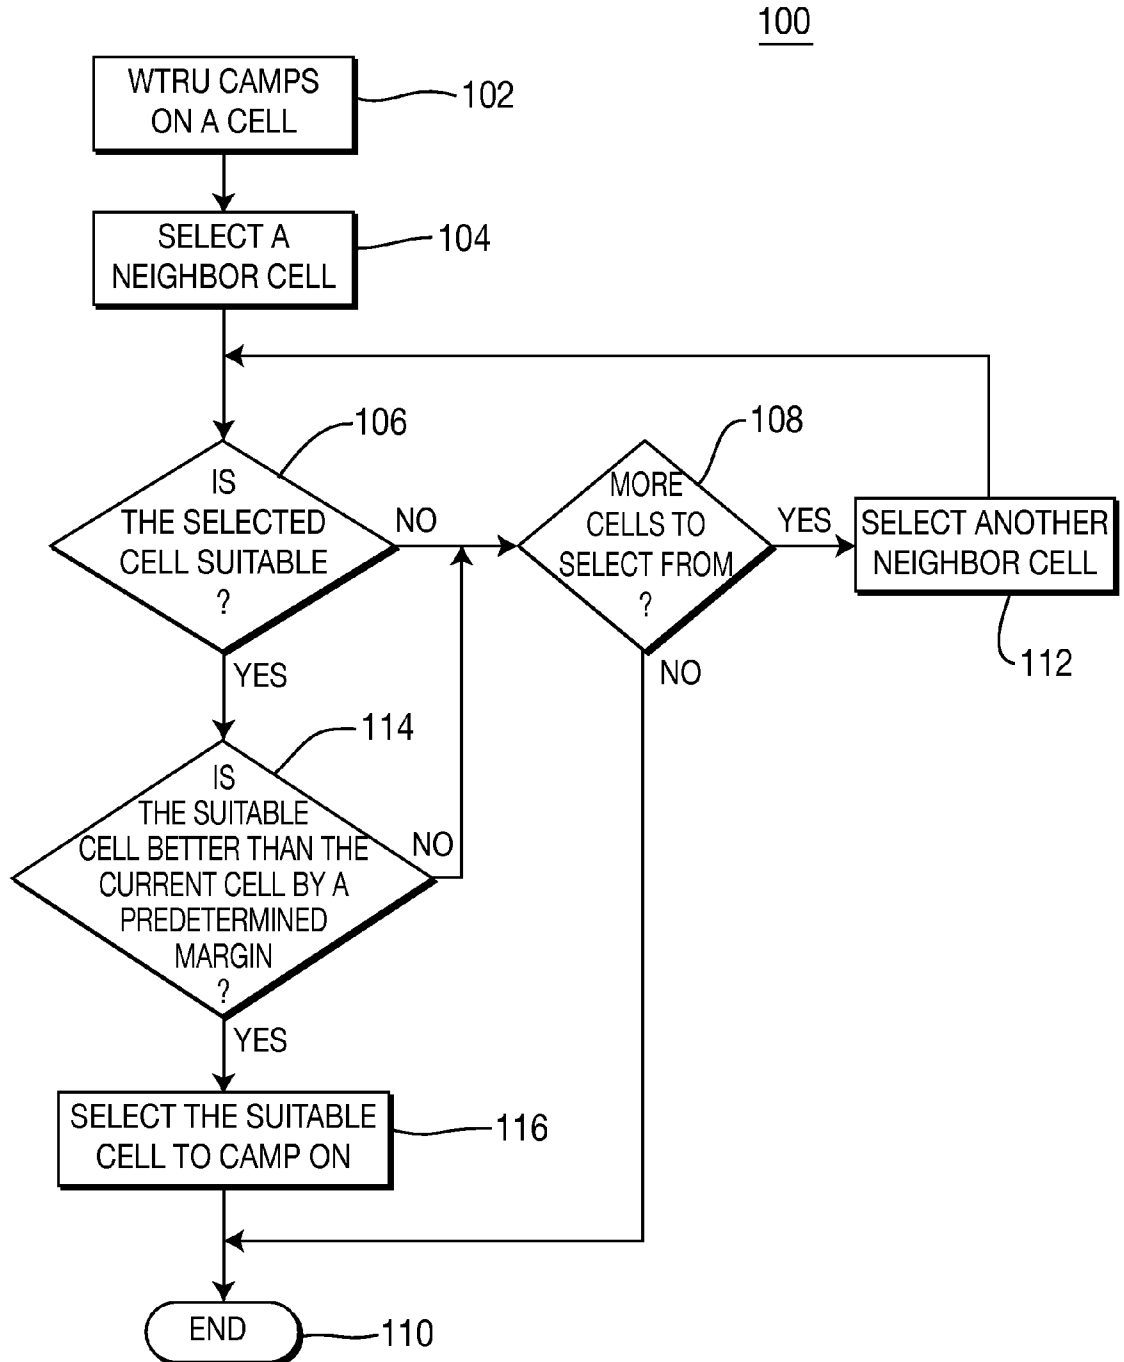 100
WTRU CAMPS
ON A CELL
102
SELECT A
NEIGHBOR CELL
104
106
IS
THE SELECTED
CELL SUITABLE
?
NO
YES
108
MORE
CELLS TO
SELECT FROM
?
YES
NO
SELECT ANOTHER
NEIGHBOR CELL
112
114
IS
THE SUITABLE
CELL BETTER THAN THE
CURRENT CELL BY A
PREDETERMINED
MARGIN
?
NO
YES
SELECT THE SUITABLE
CELL TO CAMP ON
116
END
110